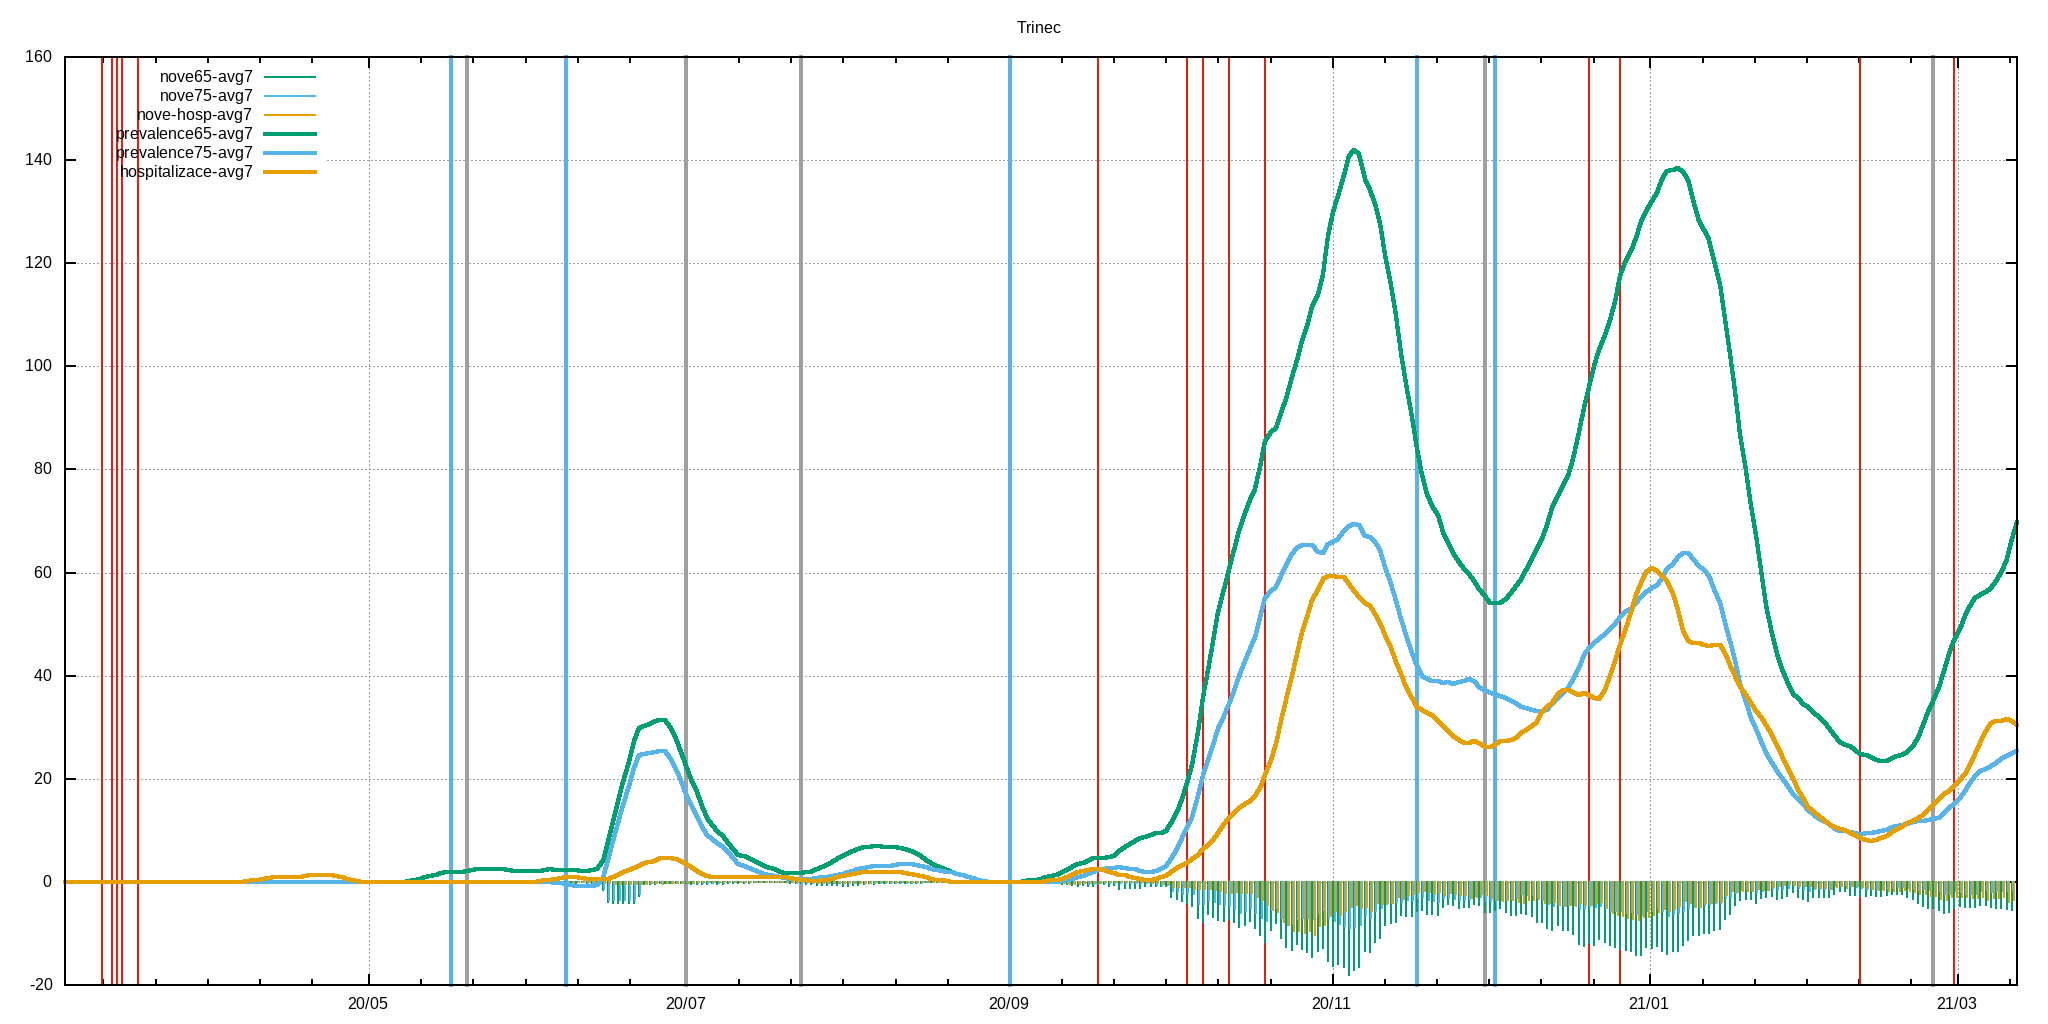 Trinec
160
140
120
100
80
60
40
20
0
-20
nove65-avg7
nove75-avg7
nove-hosp-avg7
prevalence65-avg7
prevalence75-avg7
hospitalizace-avg7
20/05
20/07
20/09
20/11
21/01
21/03